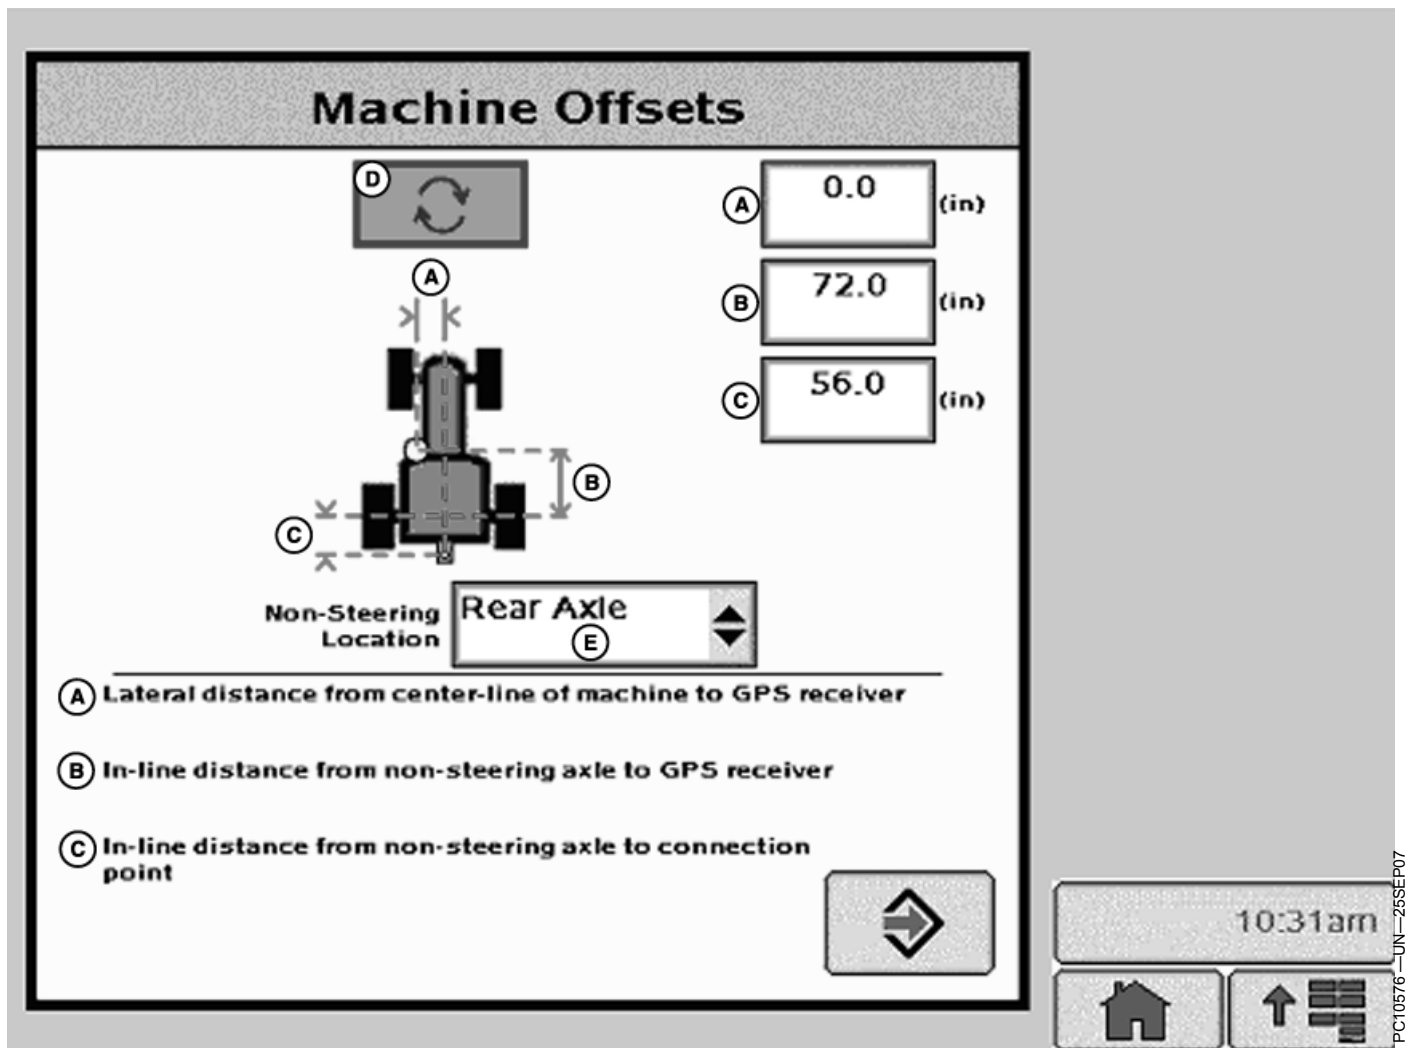 Machine Offsets
D
A 0.0 (in)
A
B 72.0 (in)
C 56.0 (in)
B
C
Non-Steering
Location
Rear Axle
E
A Lateral distance from center-line of machine to GPS receiver
B In-line distance from non-steering axle to GPS receiver
C In-line distance from non-steering axle to connection
point
10:31am
PC10576 —UN—25SEP07